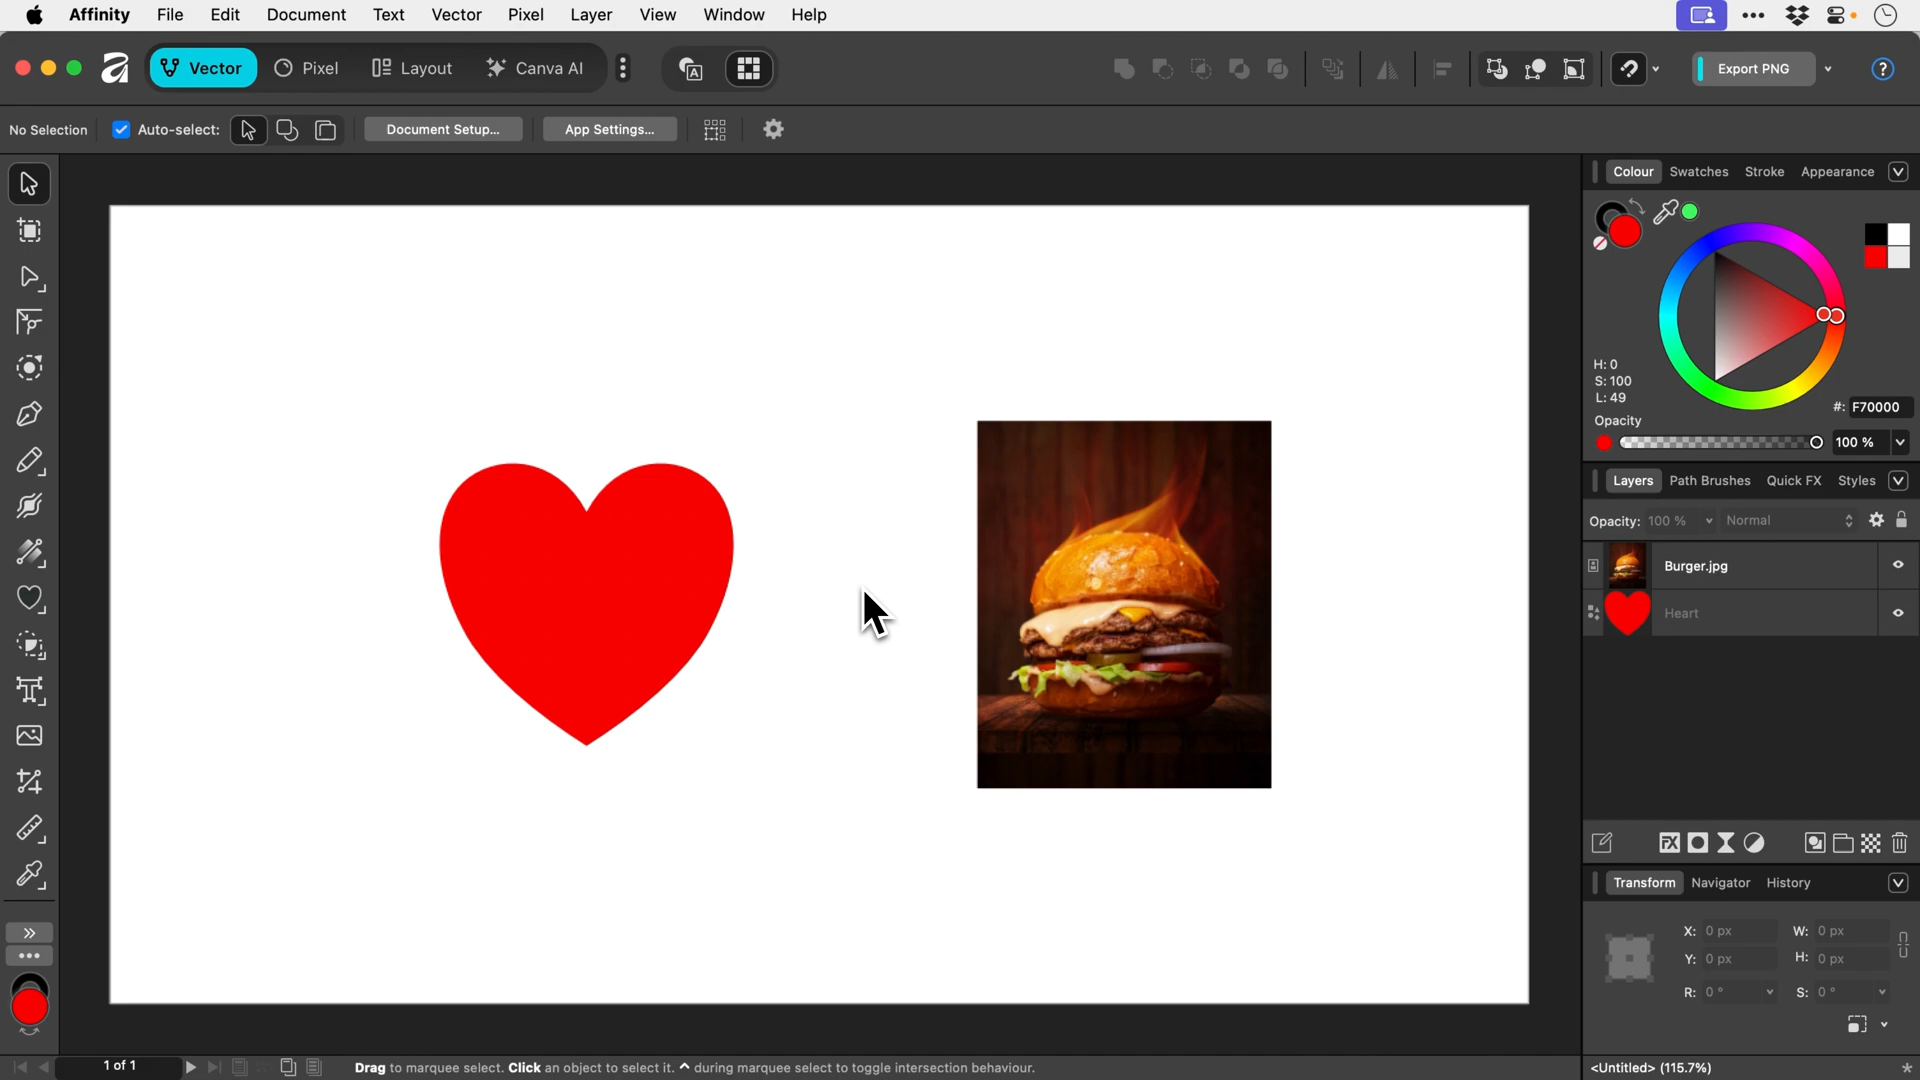 Affinity File Edit Document Text Vector Pixel Layer View Window Help
Vector Pixel Layout Canva AI Export PNG
No Selection Auto-select: Document Setup... App Settings...
Colour Swatches Stroke Appearance
H: 0
S: 100
L: 49
#: F70000
Opacity
100 %
Layers Path Brushes Quick FX Styles
Opacity: 100 % Normal
Burger.jpg
Heart
FX
Transform Navigator History
X: 0 px W: 0 px
Y: 0 px H: 0 px
R: 0 ° S: 0 °
1 of 1 Drag to marquee select. Click an object to select it. ^ during marquee select to toggle intersection behaviour. <Untitled> (115.7%)